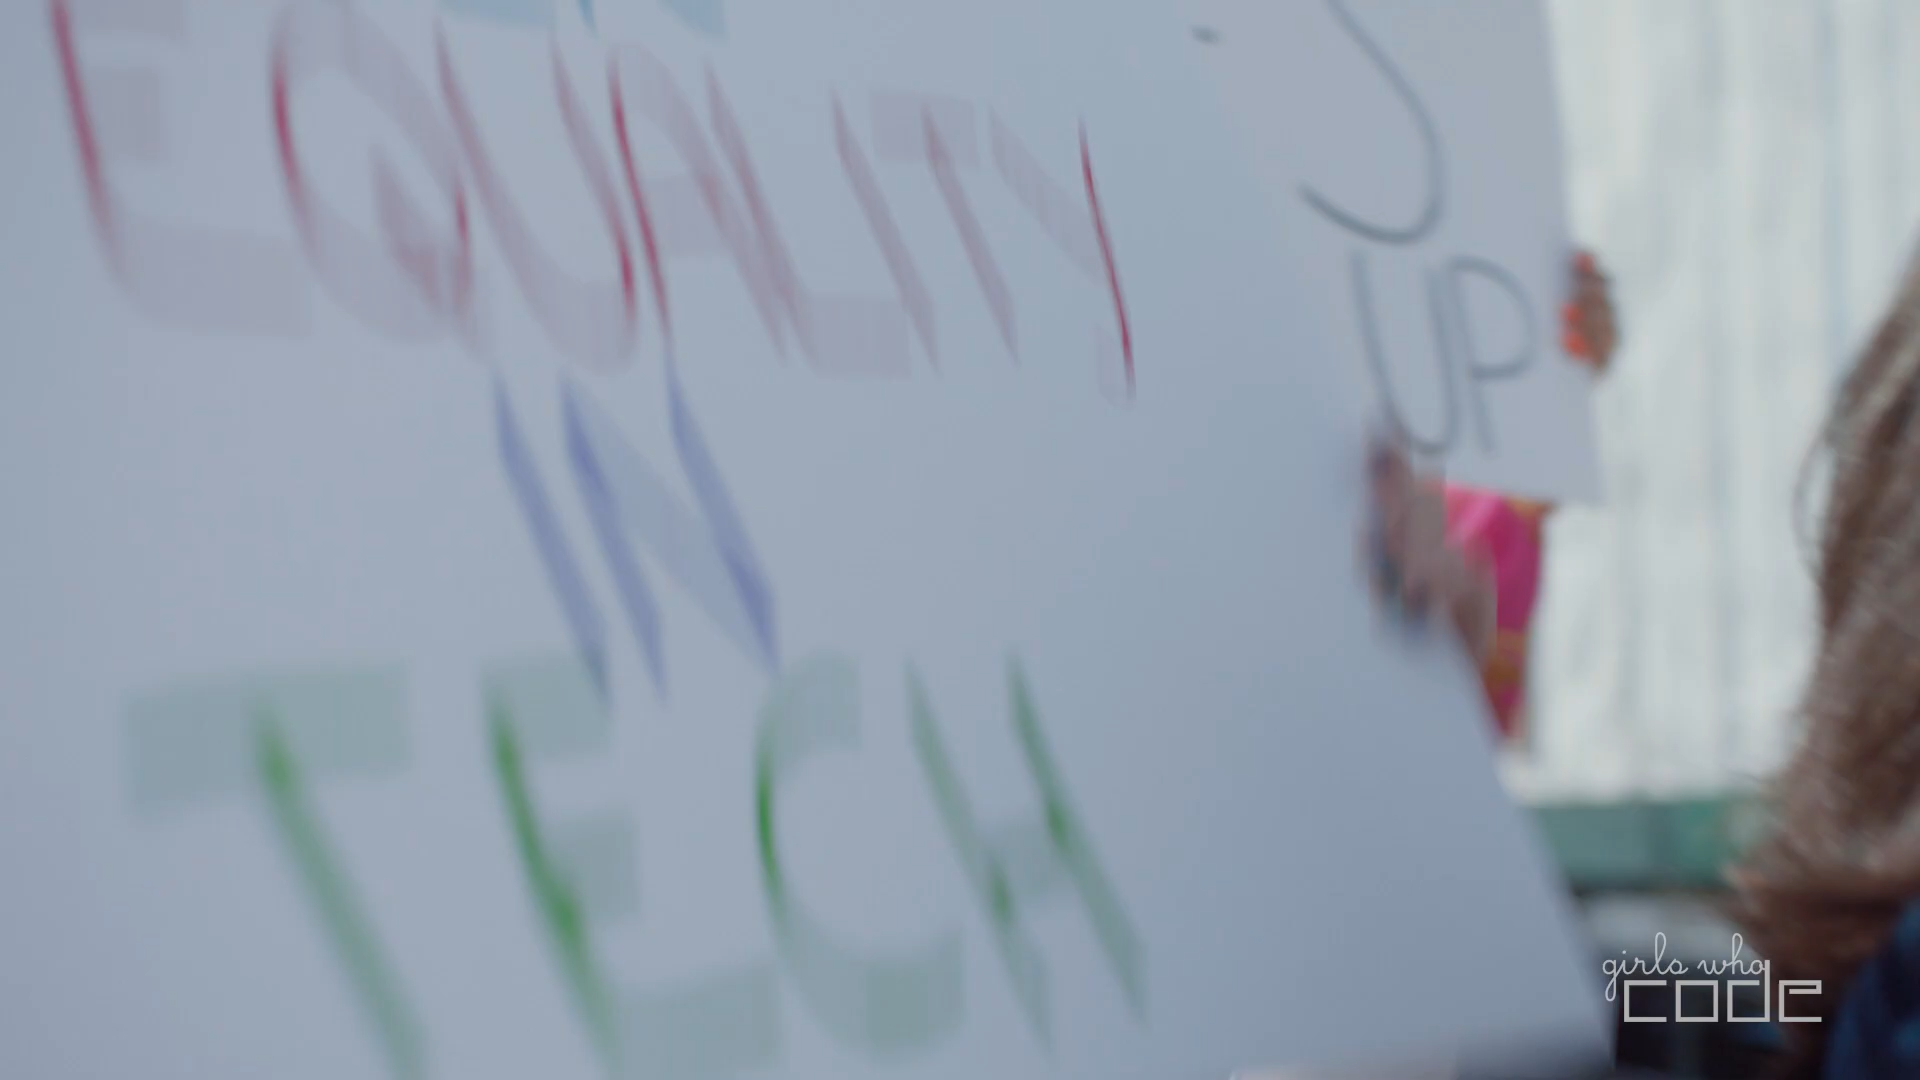 EQUALITY
IN
TECH
UP
girls who
code